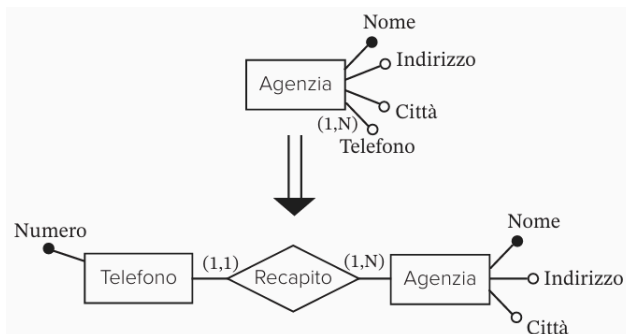 Nome
Agenzia
Indirizzo
Città
(1,N)
Telefono
Numero
Nome
Telefono
(1,1)
Recapito
(1,N)
Agenzia
Indirizzo
Città